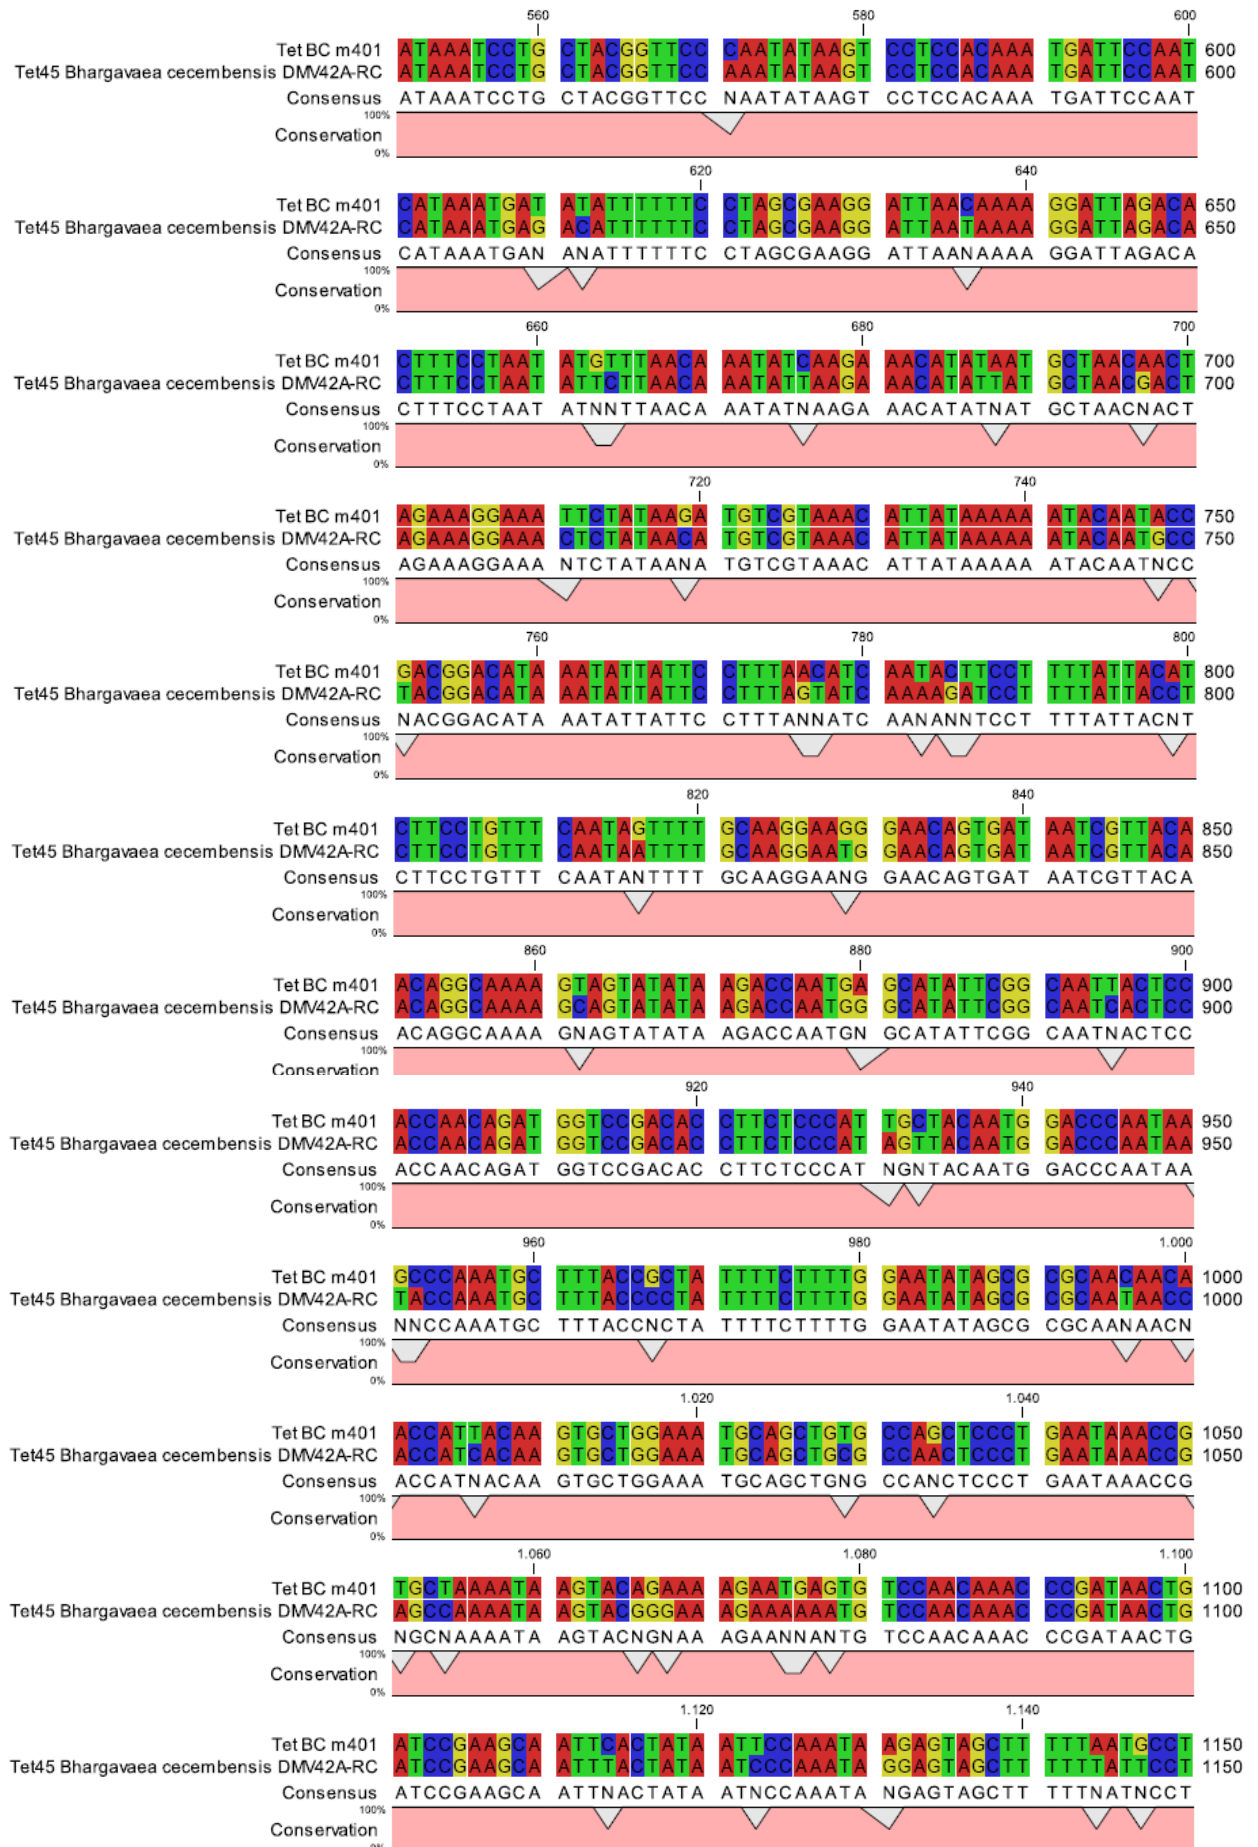 560 580 600
Tet BC m401 ATAAATCCTG CTACGGTTCC CAATATAAGT CCTCCACAAA TGATTCCAAT 600
Tet45 Bhargavaea cecembensis DMV42A-RC ATAAATCCTG CTACGGTTCC AAATATAAGT CCTCCACAAA TGATTCCAAT 600
Consensus ATAAATCCTG CTACGGTTCC NAATATAAGT CCTCCACAAA TGATTCCAAT
100%
Conservation
0%
620 640
Tet BC m401 CATAAATGAT ATATTTTTTC CTAGCGAAGG ATTAACAAAA GGATTAGACA 650
Tet45 Bhargavaea cecembensis DMV42A-RC CATAAATGAG ACATTTTTTC CTAGCGAAGG ATTAATAAAA GGATTAGACA 650
Consensus CATAAATGAN ANATTTTTTC CTAGCGAAGG ATTAANAAAA GGATTAGACA
100%
Conservation
0%
660 680 700
Tet BC m401 CTTTCCTAAT ATGTTTAACA AATATCAAGA AACATATAAT GCTAACAACT 700
Tet45 Bhargavaea cecembensis DMV42A-RC CTTTCCTAAT ATTCTTAACA AATATTAAGA AACATATTAT GCTAACGACT 700
Consensus CTTTCCTAAT ATNNTTAACA AATATNAAGA AACATATNAT GCTAACNACT
100%
Conservation
0%
720 740
Tet BC m401 AGAAAGGAAA TTCTATAAGA TGTCGTAAAC ATTATAAAAA ATACAATACC 750
Tet45 Bhargavaea cecembensis DMV42A-RC AGAAAGGAAA CTCTATAACA TGTCGTAAAC ATTATAAAAA ATACAATGCC 750
Consensus AGAAAGGAAA NTCTATAANA TGTCGTAAAC ATTATAAAAA ATACAATNCC
100%
Conservation
0%
760 780 800
Tet BC m401 GACGGACATA AATATTATTC CTTTAACATC AATACTTCCT TTTATTACAT 800
Tet45 Bhargavaea cecembensis DMV42A-RC TACGGACATA AATATTATTC CTTTAGTATC AAAAGATCCT TTTATTACCT 800
Consensus NACGGACATA AATATTATTC CTTTANNATC AANANNTCCT TTTATTACNT
100%
Conservation
0%
820 840
Tet BC m401 CTTCCTGTTT CAATAGTTTT GCAAGGAAGG GAACAGTGAT AATCGTTACA 850
Tet45 Bhargavaea cecembensis DMV42A-RC CTTCCTGTTT CAATAATTTT GCAAGGAATG GAACAGTGAT AATCGTTACA 850
Consensus CTTCCTGTTT CAATANTTTT GCAAGGAANG GAACAGTGAT AATCGTTACA
100%
Conservation
0%
860 880 900
Tet BC m401 ACAGGCAAAA GTAGTATATA AGACCAATGA GCATATTCGG CAATTACTCC 900
Tet45 Bhargavaea cecembensis DMV42A-RC ACAGGCAAAA GCAGTATATA AGACCAATGG GCATATTCGG CAATCACTCC 900
Consensus ACAGGCAAAA GNAGTATATA AGACCAATGN GCATATTCGG CAATNACTCC
100%
Conservation
920 940
Tet BC m401 ACCAACAGAT GGTCCGACAC CTTCTCCCAT TGCTACAATG GACCCAATAA 950
Tet45 Bhargavaea cecembensis DMV42A-RC ACCAACAGAT GGTCCGACAC CTTCTCCCAT AGTTACAATG GACCCAATAA 950
Consensus ACCAACAGAT GGTCCGACAC CTTCTCCCAT NGNTACAATG GACCCAATAA
100%
Conservation
0%
960 980 1.000
Tet BC m401 GCCCAAATGC TTTACCGCTA TTTTCTTTTG GAATATAGCG CGCAACAACA 1000
Tet45 Bhargavaea cecembensis DMV42A-RC TACCAAATGC TTTACCCCTA TTTTCTTTTG GAATATAGCG CGCAATAACC 1000
Consensus NNCCAAATGC TTTACCNCTA TTTTCTTTTG GAATATAGCG CGCAANAACN
100%
Conservation
0%
1.020 1.040
Tet BC m401 ACCATTACAA GTGCTGGAAA TGCAGCTGTG CCAGCTCCCT GAATAAACCG 1050
Tet45 Bhargavaea cecembensis DMV42A-RC ACCATCACAA GTGCTGGAAA TGCAGCTGCG CCAACTCCCT GAATAAACCG 1050
Consensus ACCATNACAA GTGCTGGAAA TGCAGCTGNG CCANCTCCCT GAATAAACCG
100%
Conservation
0%
1.060 1.080 1.100
Tet BC m401 TGCTAAAATA AGTACAGAAA AGAATGAGTG TCCAACAAAC CCGATAACTG 1100
Tet45 Bhargavaea cecembensis DMV42A-RC AGCCAAAATA AGTACGGGAA AGAAAAAATG TCCAACAAAC CCGATAACTG 1100
Consensus NGCNAAAATA AGTACNGNAA AGAANNANTG TCCAACAAAC CCGATAACTG
100%
Conservation
0%
1.120 1.140
Tet BC m401 ATCCGAAGCA ATTCACTATA ATTCCAAATA AGAGTAGCTT TTTAATGCCT 1150
Tet45 Bhargavaea cecembensis DMV42A-RC ATCCGAAGCA ATTTACTATA ATCCCAAATA GGAGTAGCTT TTTTATTCCT 1150
Consensus ATCCGAAGCA ATTNACTATA ATNCCAAATA NGAGTAGCTT TTTNATNCCT
100%
Conservation
0%